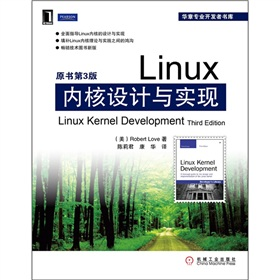 PEARSON
华章专业开发者书库
• 全面指导Linux内核的设计与实现
• 填补Linux内核理论与实践之间的鸿沟
• 畅销技术图书新版
原书第3版
Linux
内核设计与实现
Linux Kernel Development Third Edition
(美) Robert Love 著
陈莉君 康华 译
Linux Kernel
Development
机械工业出版社
China Machine Press